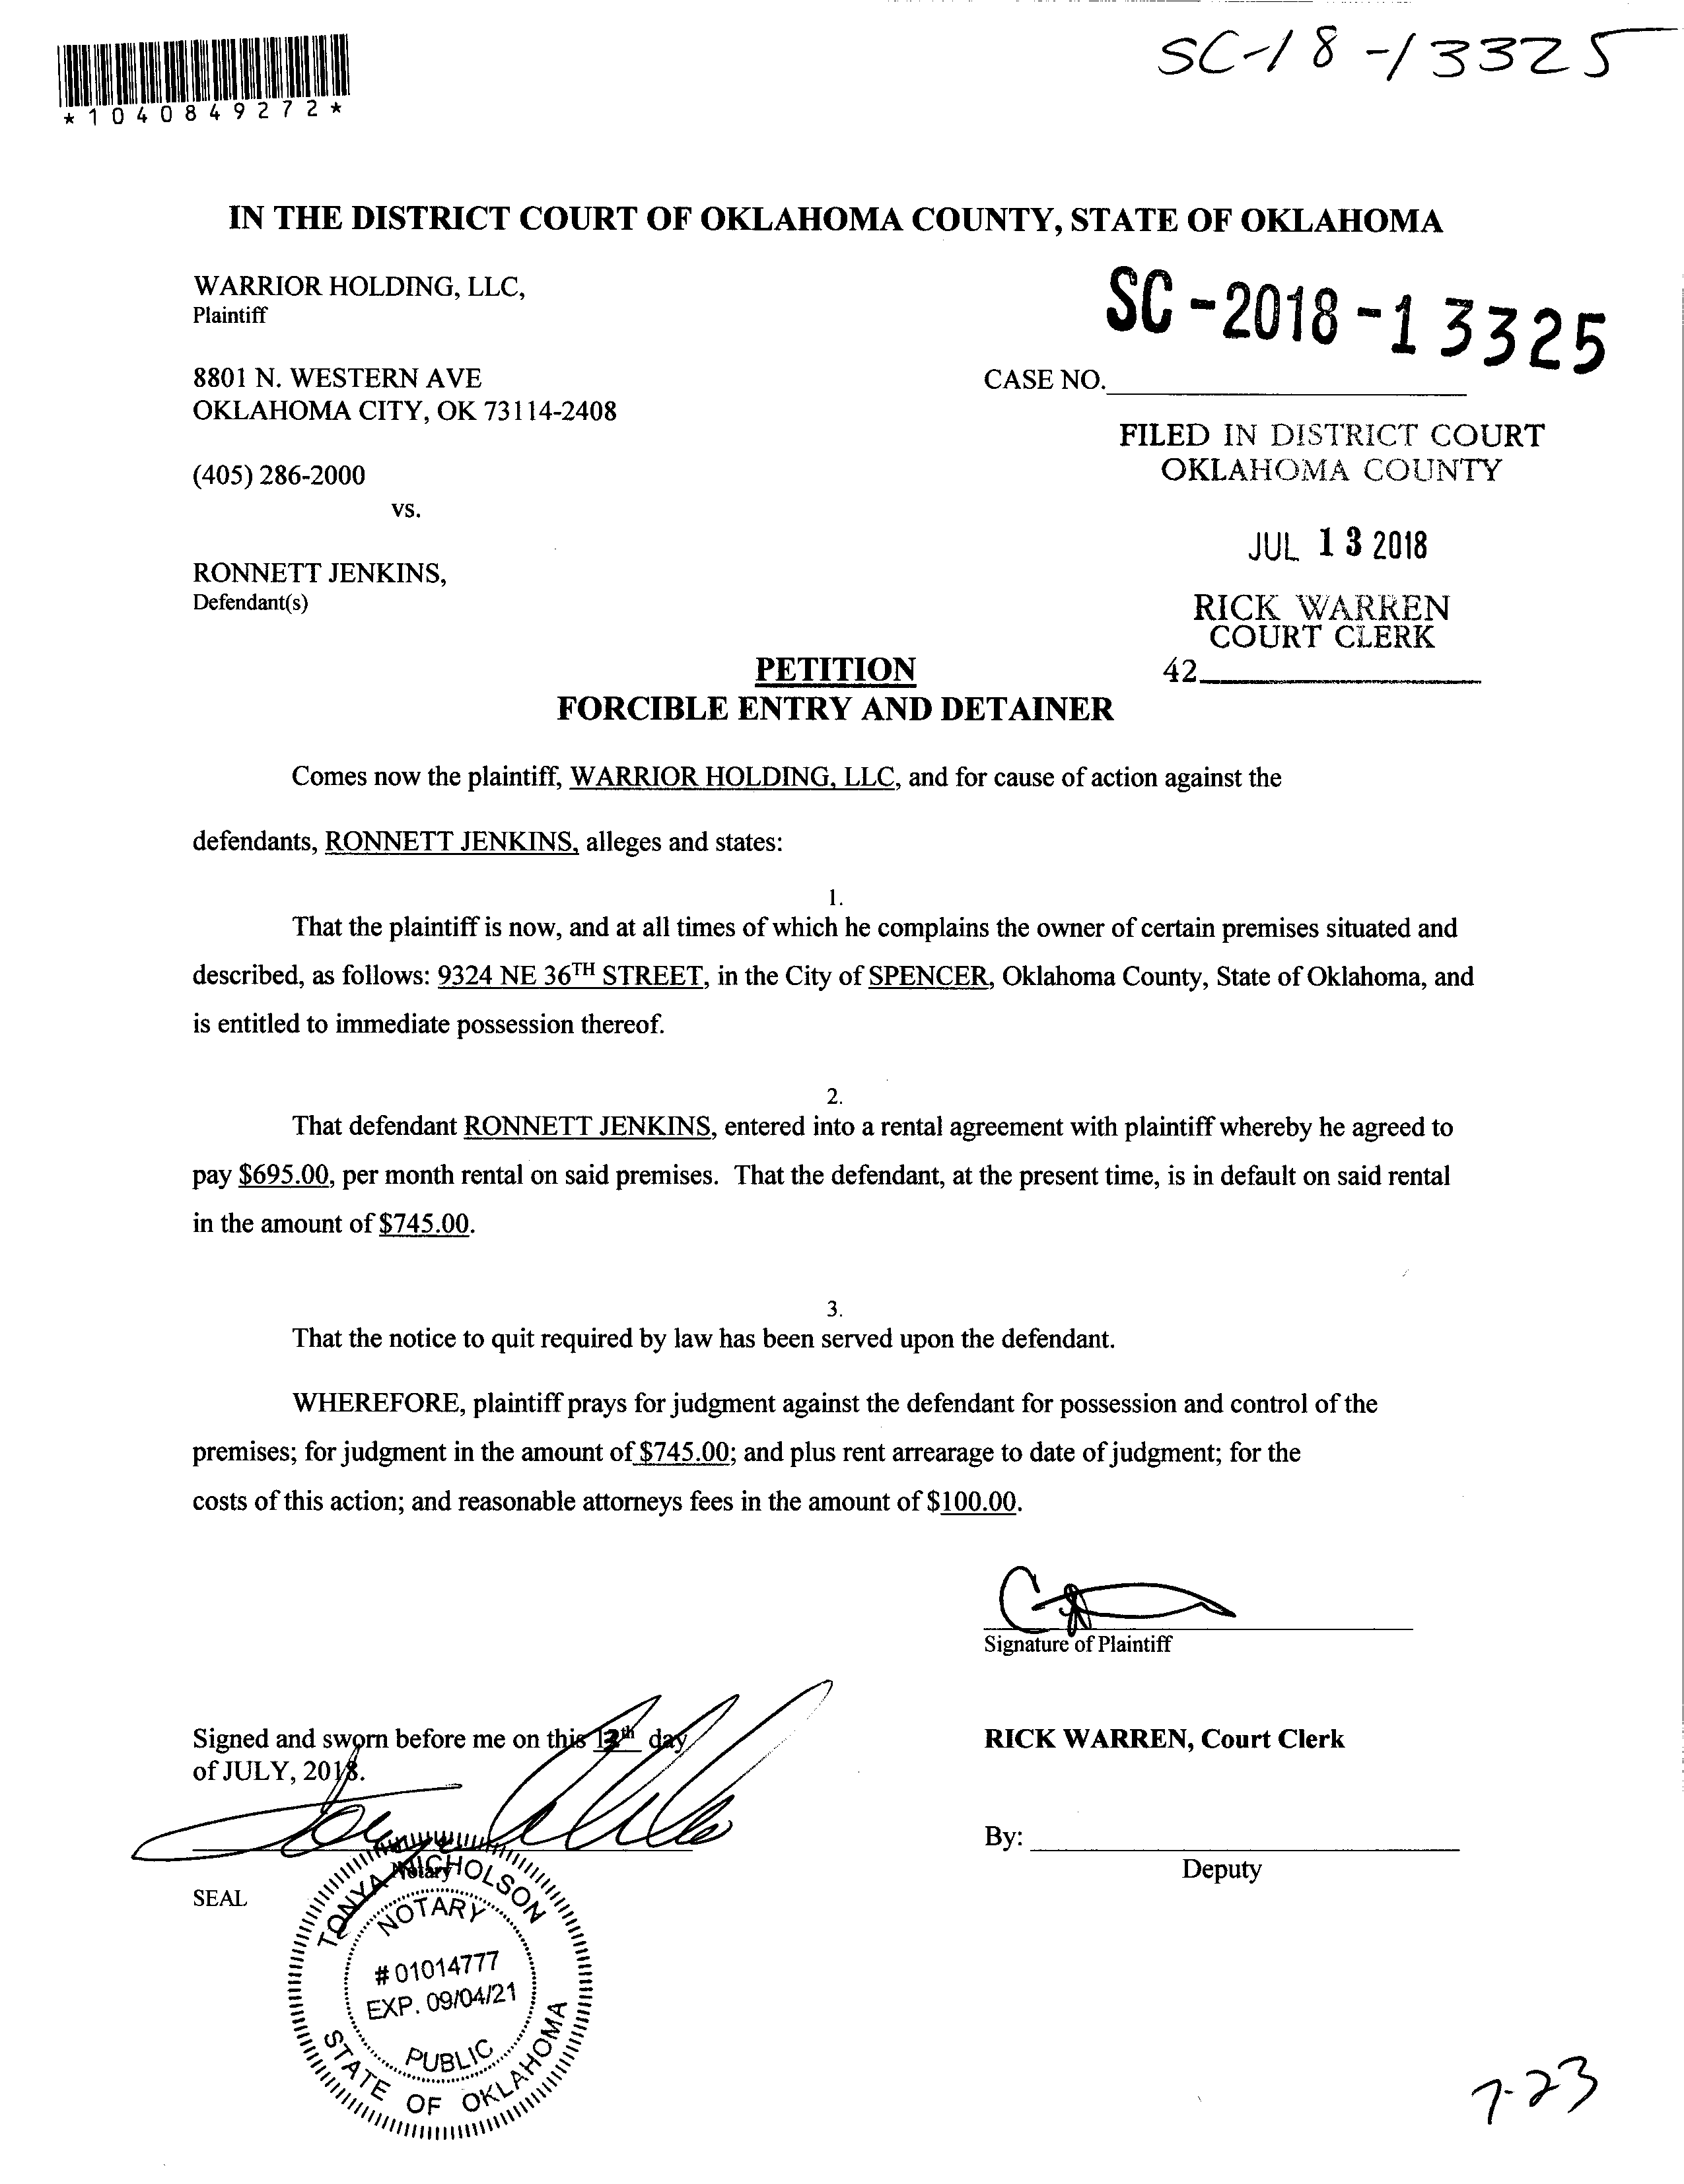 *1040849272*
SC-18-13325
IN THE DISTRICT COURT OF OKLAHOMA COUNTY, STATE OF OKLAHOMA
WARRIOR HOLDING, LLC,
Plaintiff
SC-2018-13325
8801 N. WESTERN AVE
CASE NO.
OKLAHOMA CITY, OK 73114-2408
FILED IN DISTRICT COURT
OKLAHOMA COUNTY
(405) 286-2000
vs.
JUL 13 2018
RONNETT JENKINS,
Defendant(s)
RICK WARREN
COURT CLERK
42
PETITION
FORCIBLE ENTRY AND DETAINER
Comes now the plaintiff, WARRIOR HOLDING, LLC, and for cause of action against the
defendants, RONNETT JENKINS, alleges and states:
1.
That the plaintiff is now, and at all times of which he complains the owner of certain premises situated and
described, as follows: 9324 NE 36TH STREET, in the City of SPENCER, Oklahoma County, State of Oklahoma, and
is entitled to immediate possession thereof.
2.
That defendant RONNETT JENKINS, entered into a rental agreement with plaintiff whereby he agreed to
pay $695.00, per month rental on said premises. That the defendant, at the present time, is in default on said rental
in the amount of $745.00.
3.
That the notice to quit required by law has been served upon the defendant.
WHEREFORE, plaintiff prays for judgment against the defendant for possession and control of the
premises; for judgment in the amount of $745.00; and plus rent arrearage to date of judgment; for the
costs of this action; and reasonable attorneys fees in the amount of $100.00.
Signature of Plaintiff
Signed and sworn before me on this day
of JULY, 2018.
RICK WARREN, Court Clerk
By:
Deputy
Notary
SEAL
TONYA NICHOLSON
NOTARY
#01014777
EXP. 09/04/21
PUBLIC
STATE OF OKLAHOMA
7-23